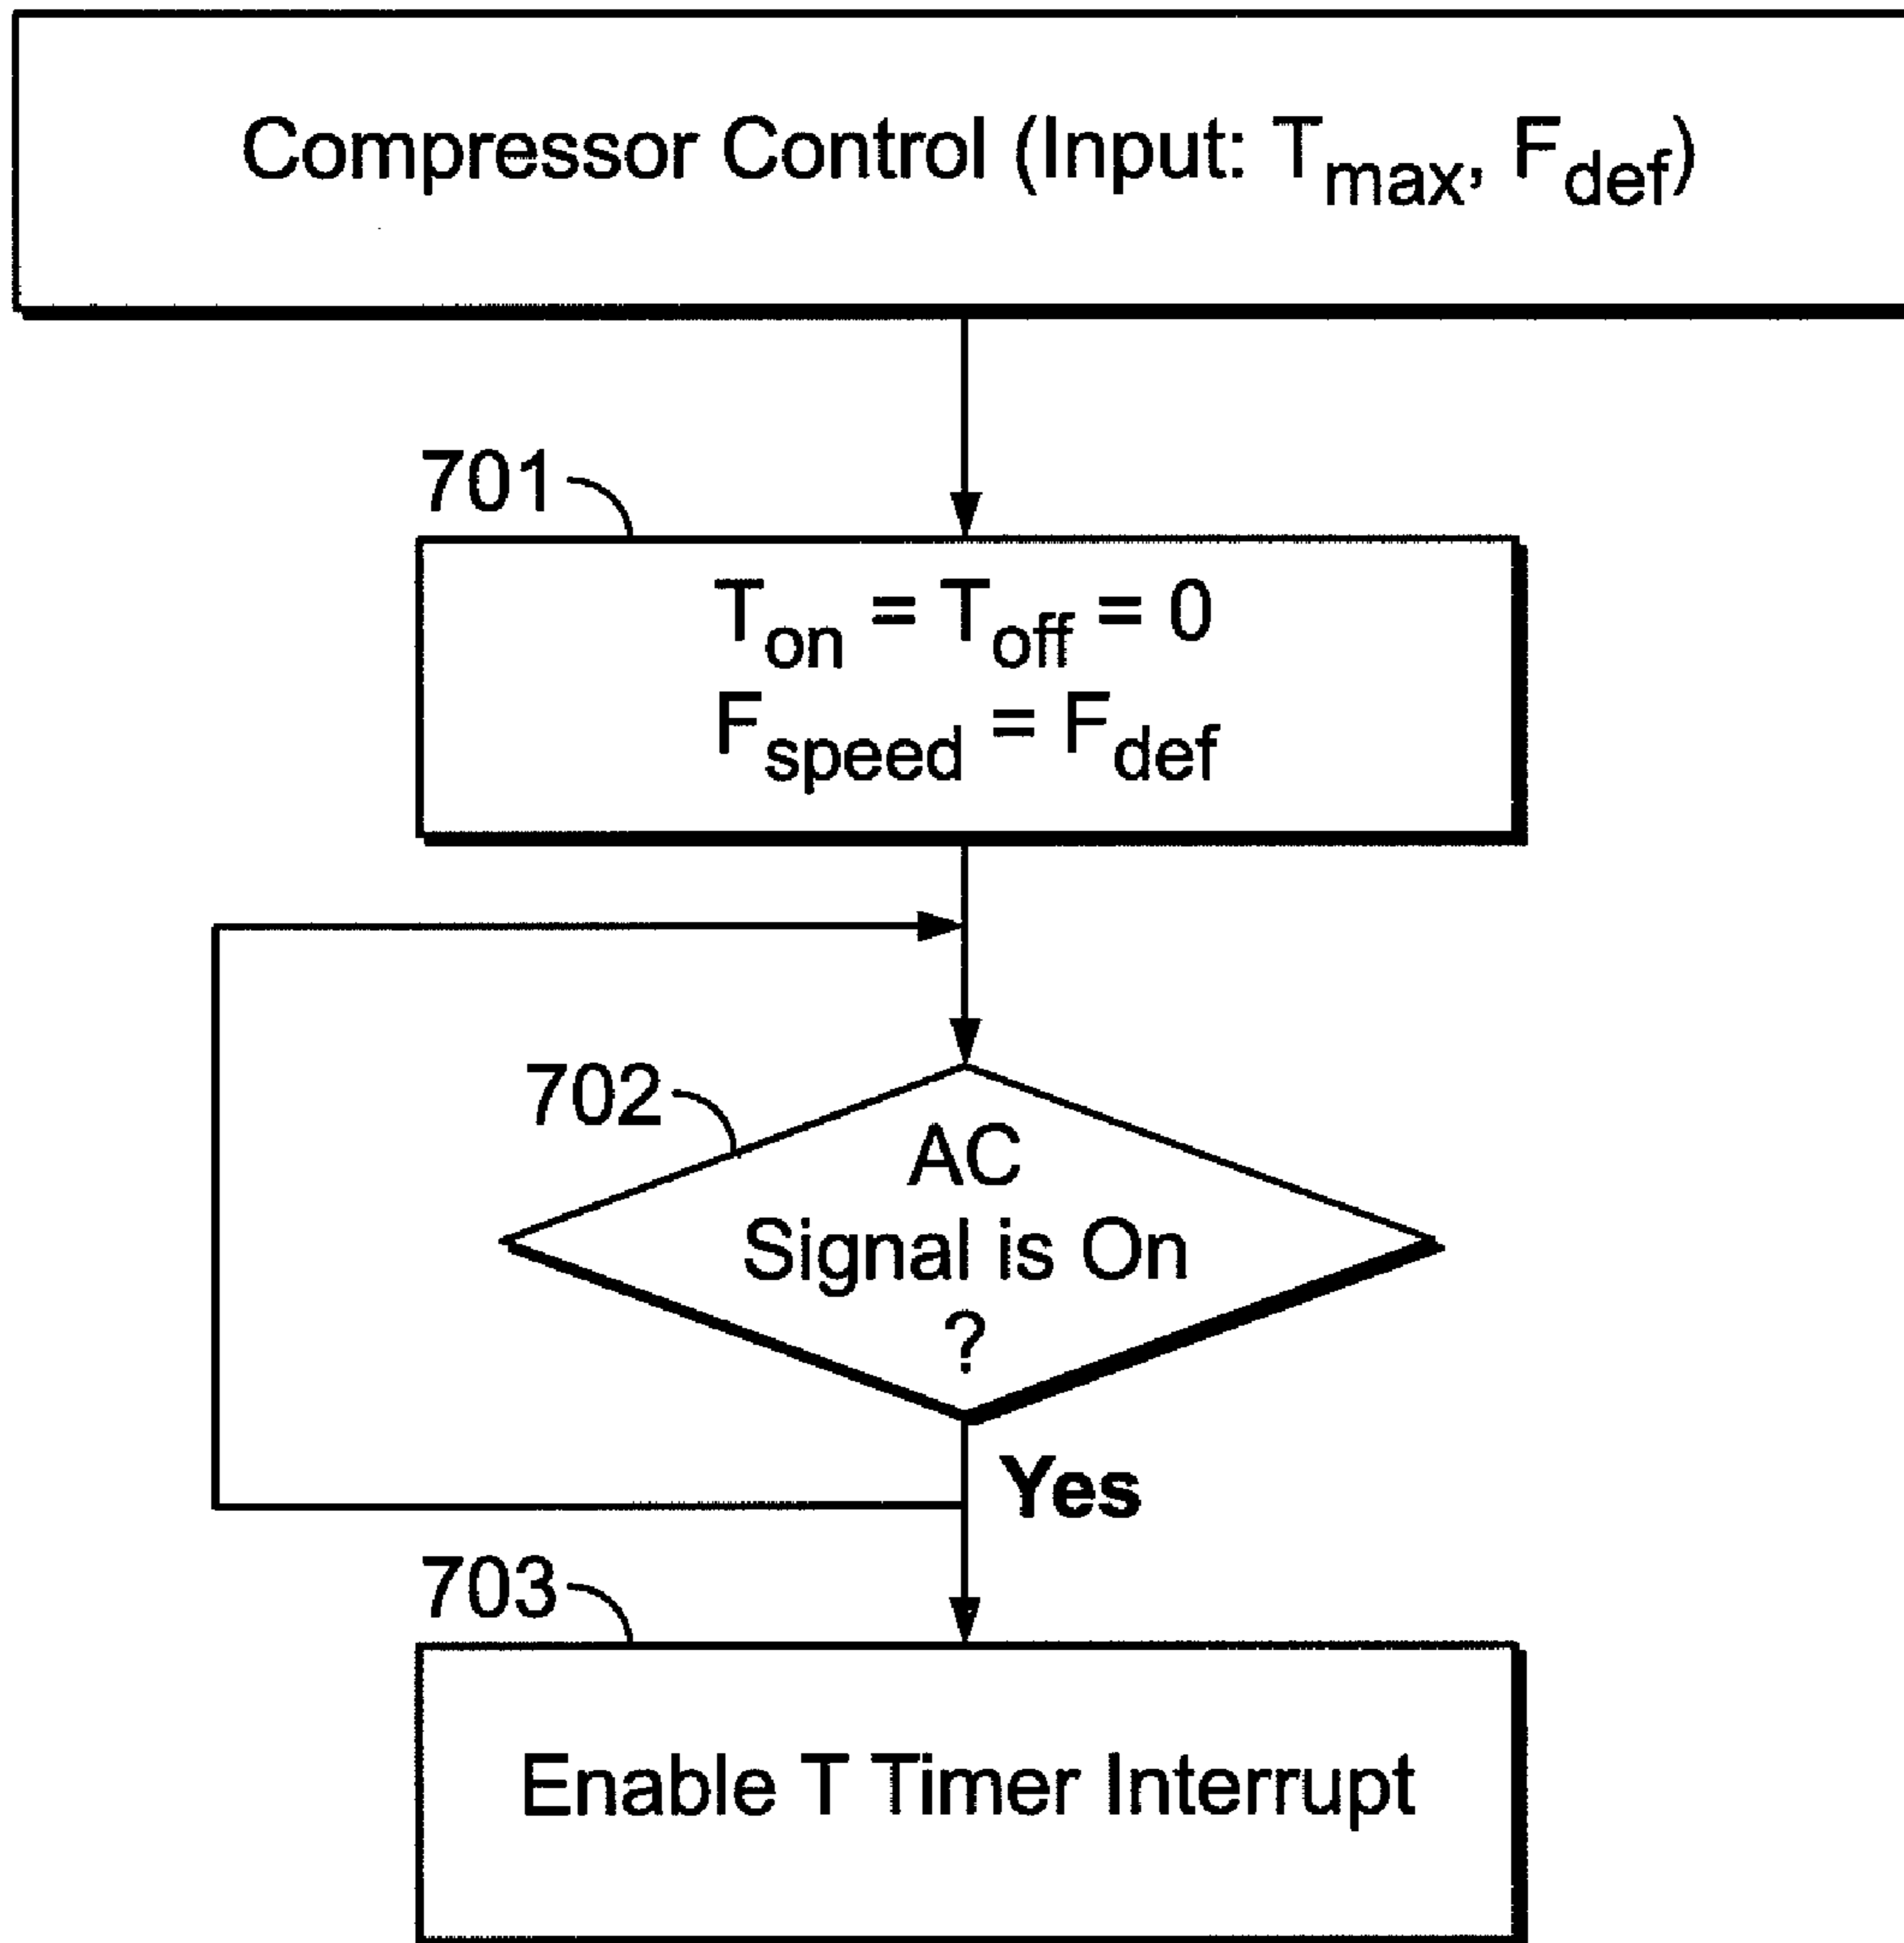 Compressor Control (Input: Tmax, Fdef)
701
Ton = Toff = 0
Fspeed = Fdef
702
AC
Signal is On
?
Yes
703
Enable T Timer Interrupt